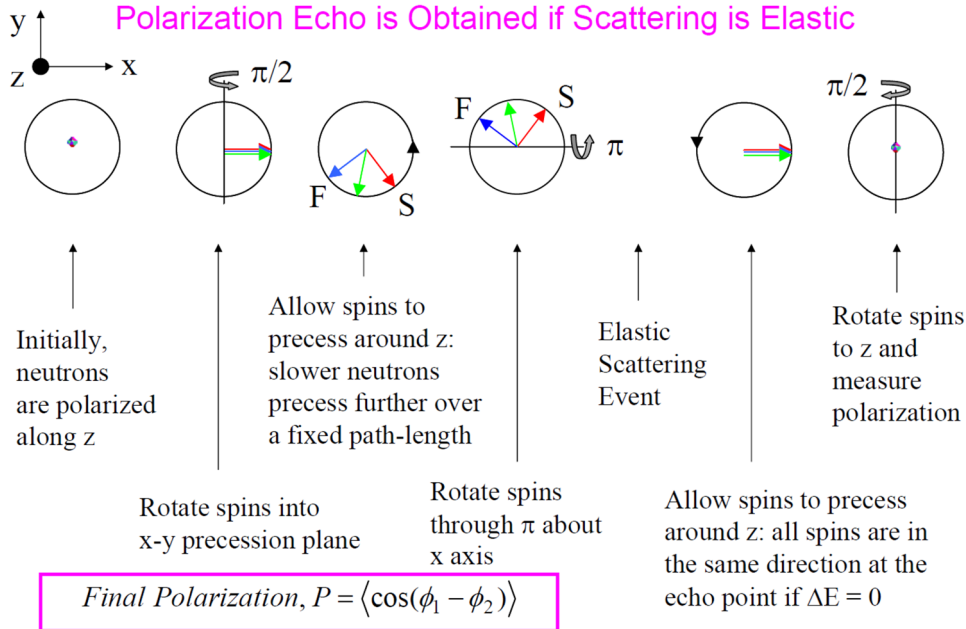 Polarization Echo is Obtained if Scattering is Elastic
y
z
x
π/2
F
S
F
S
π
π/2
Initially,
neutrons
are polarized
along z
Rotate spins into
x-y precession plane
Allow spins to
precess around z:
slower neutrons
precess further over
a fixed path-length
Rotate spins
through π about
x axis
Elastic
Scattering
Event
Allow spins to precess
around z: all spins are in
the same direction at the
echo point if ΔE = 0
Rotate spins
to z and
measure
polarization
Final Polarization, P = ⟨cos(ϕ₁ − ϕ₂)⟩